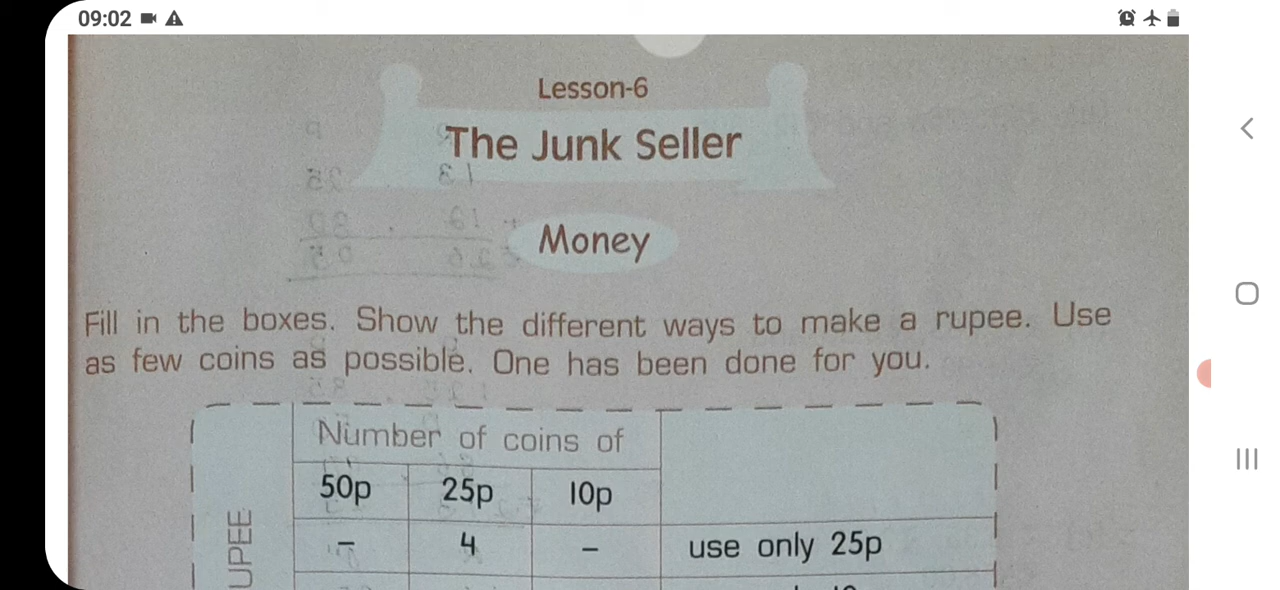 09:02
Lesson-6
The Junk Seller
Money
Fill in the boxes. Show the different ways to make a rupee. Use
as few coins as possible. One has been done for you.
Number of coins of
50p 25p 10p
– 4 – use only 25p
UPEE